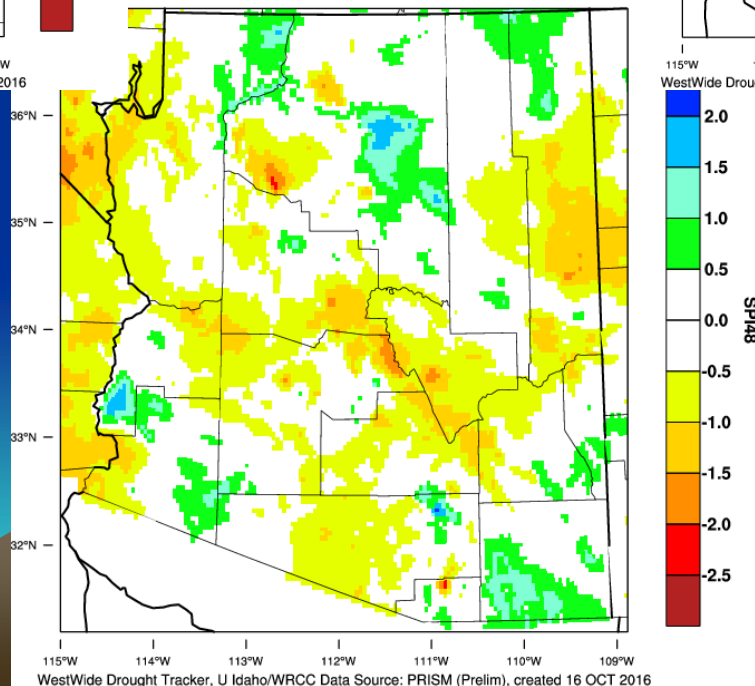 W
2016
115°W
WestWide Droug
36°N
35°N
34°N
33°N
32°N
115°W 114°W 113°W 112°W 111°W 110°W 109°W
2.0
1.5
1.0
0.5
0.0
-0.5
-1.0
-1.5
-2.0
-2.5
SPI48
WestWide Drought Tracker, U Idaho/WRCC Data Source: PRISM (Prelim), created 16 OCT 2016